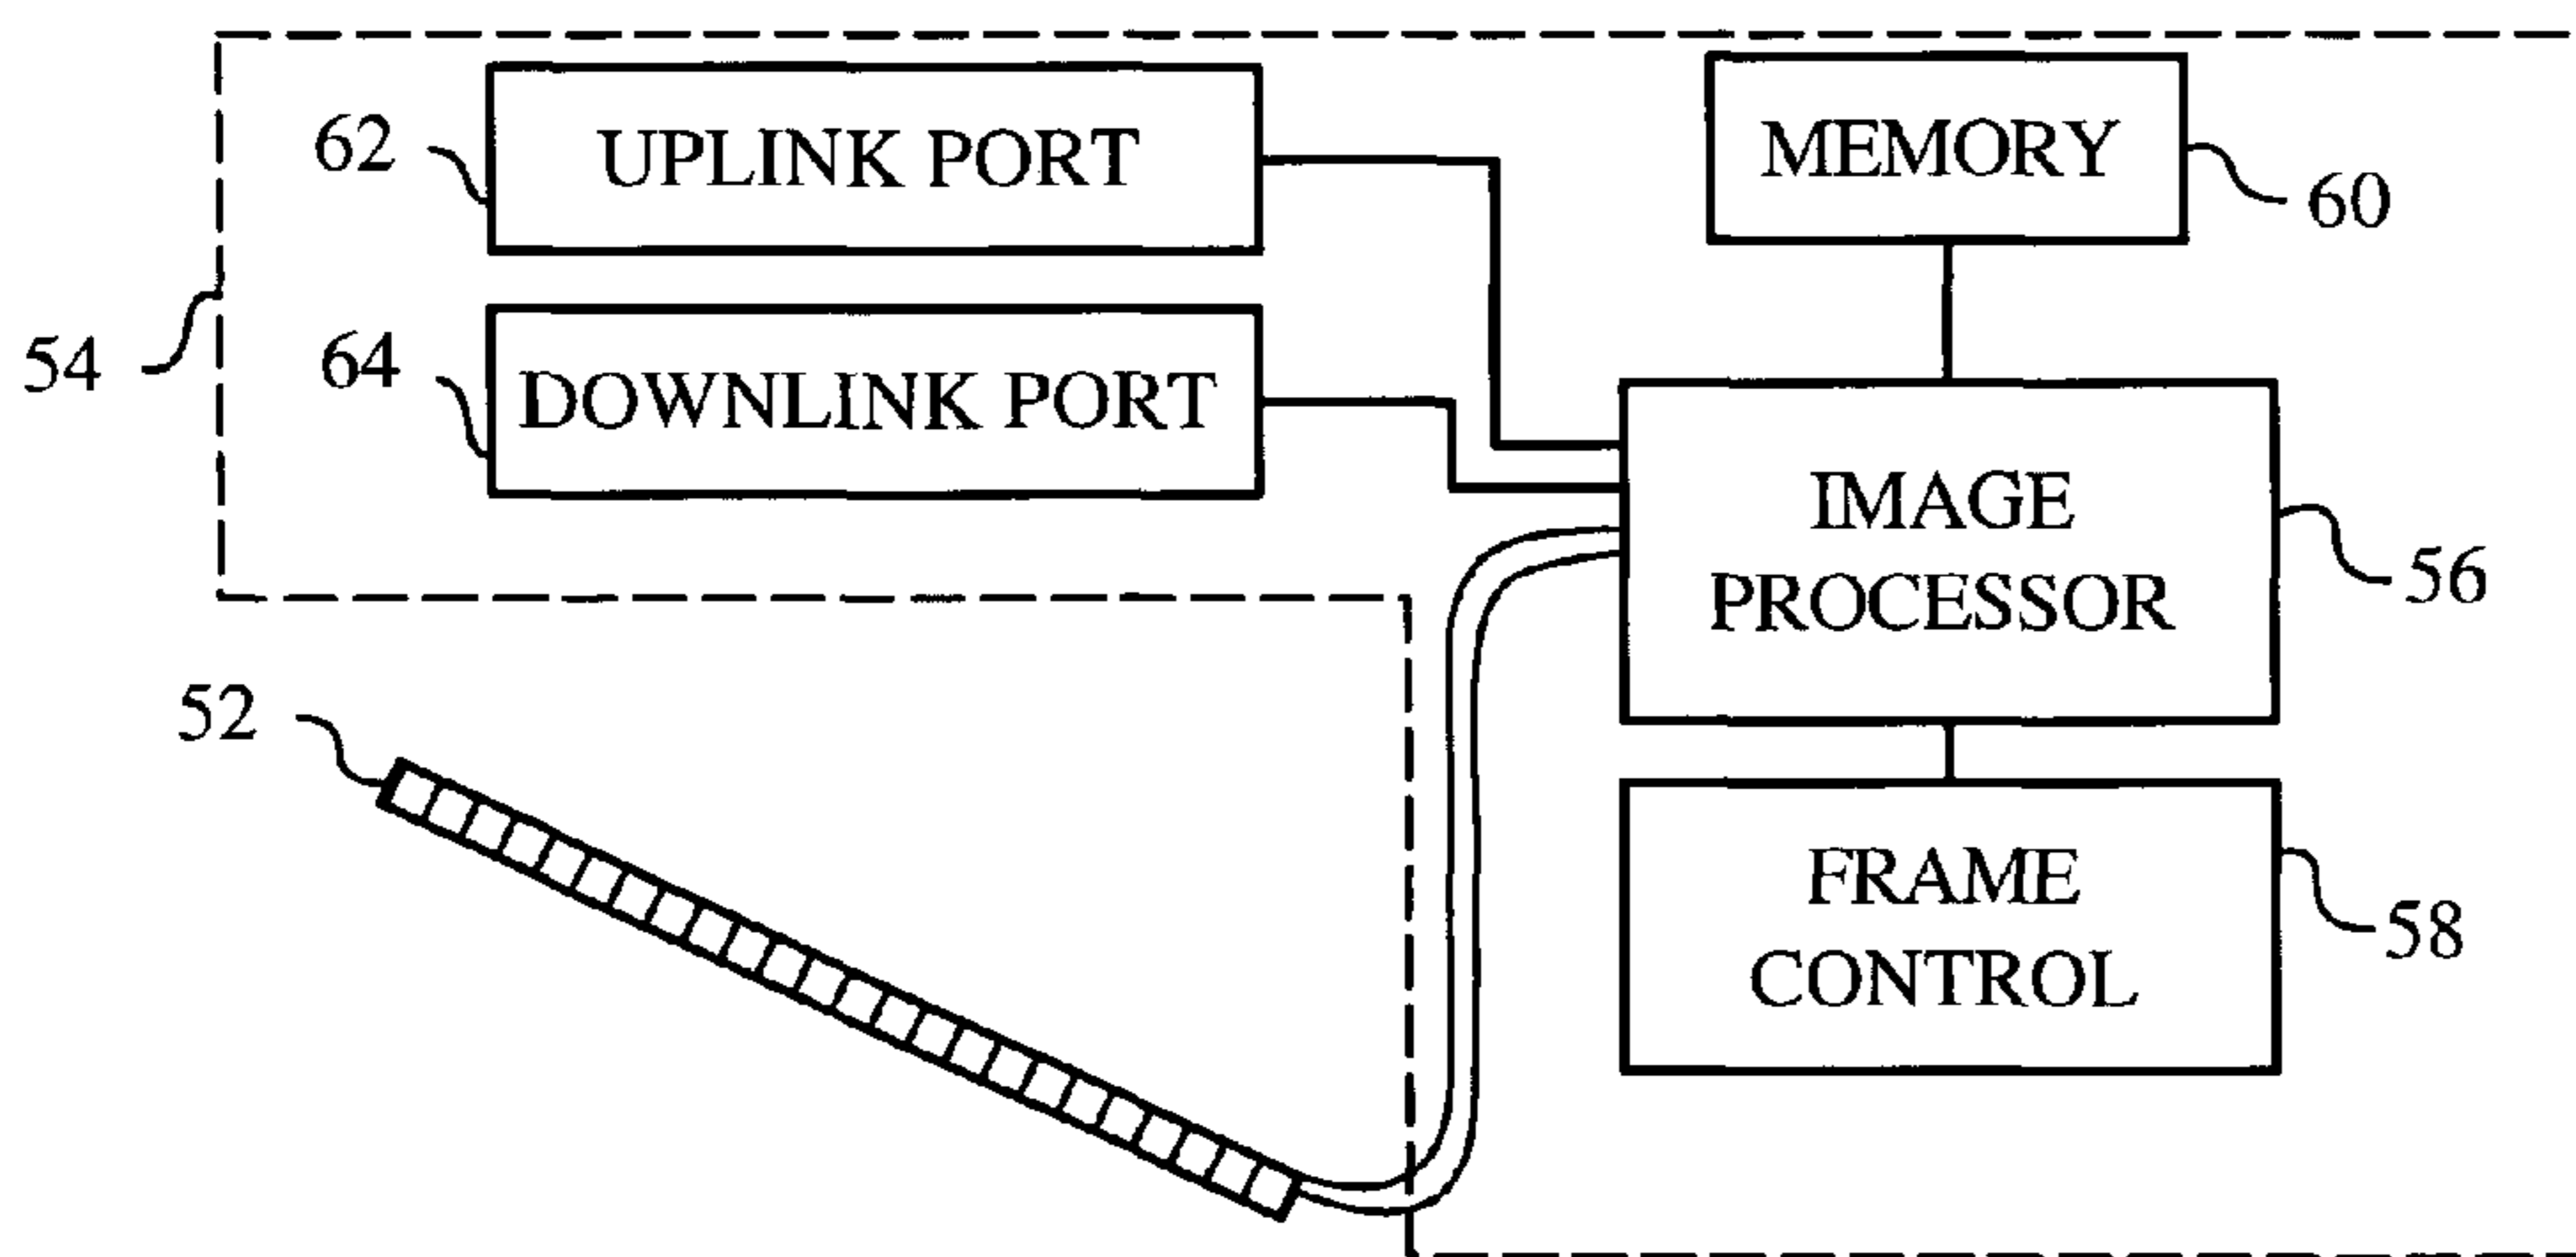 62
UPLINK PORT
MEMORY
60
54
64
DOWNLINK PORT
IMAGE
PROCESSOR
56
52
FRAME
CONTROL
58